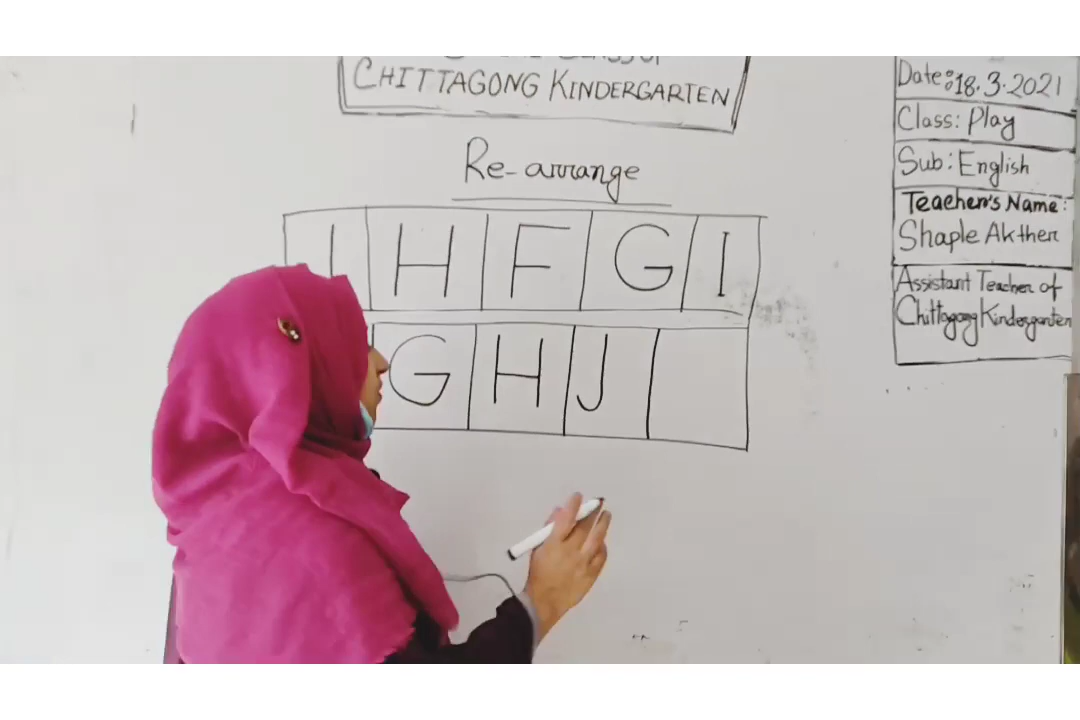 CHITTAGONG KINDERGARTEN
Re-arrange
H F G I
G H J
Date: 18.3.2021
Class: Play
Sub: English
Teacher's Name:
Shaple Akther
Assistant Teacher of
Chittagong Kindergarten